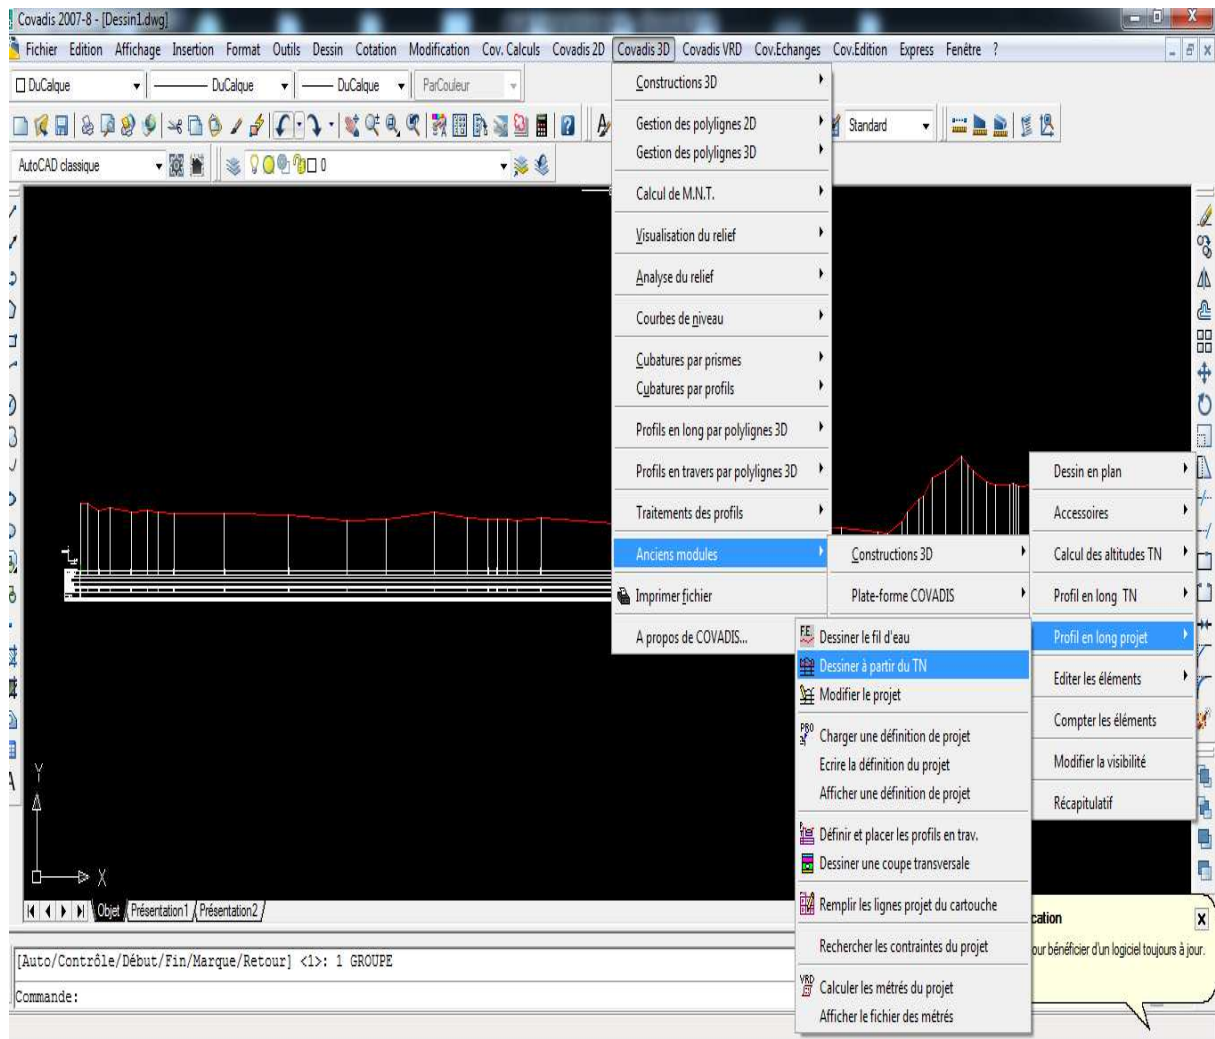 Covadis 2007-8 - [Dessin1.dwg]
Fichier Edition Affichage Insertion Format Outils Dessin Cotation Modification Cov. Calculs Covadis 2D Covadis 3D Covadis VRD Cov.Echanges Cov.Edition Express Fenêtre ?
DuCalque DuCalque DuCalque ParCouleur
Standard
AutoCAD classique 0
Constructions 3D
Gestion des polylignes 2D
Gestion des polylignes 3D
Calcul de M.N.T.
Visualisation du relief
Analyse du relief
Courbes de niveau
Cubatures par prismes
Cubatures par profils
Profils en long par polylignes 3D
Profils en travers par polylignes 3D
Traitements des profils
Anciens modules
Imprimer fichier
A propos de COVADIS...
Constructions 3D
Plate-forme COVADIS
Dessin en plan
Accessoires
Calcul des altitudes TN
Profil en long TN
Profil en long projet
Editer les éléments
Compter les éléments
Modifier la visibilité
Récapitulatif
F.E. Dessiner le fil d'eau
Dessiner à partir du TN
Modifier le projet
PRO Charger une définition de projet
Ecrire la définition du projet
Afficher une définition de projet
Définir et placer les profils en trav.
Dessiner une coupe transversale
Remplir les lignes projet du cartouche
Rechercher les contraintes du projet
VRD Calculer les métrés du projet
Afficher le fichier des métrés
Y
X
Objet Présentation1 Présentation2
cation
our bénéficier d'un logiciel toujours à jour.
[Auto/Contrôle/Début/Fin/Marque/Retour] <1>: 1 GROUPE
Commande: